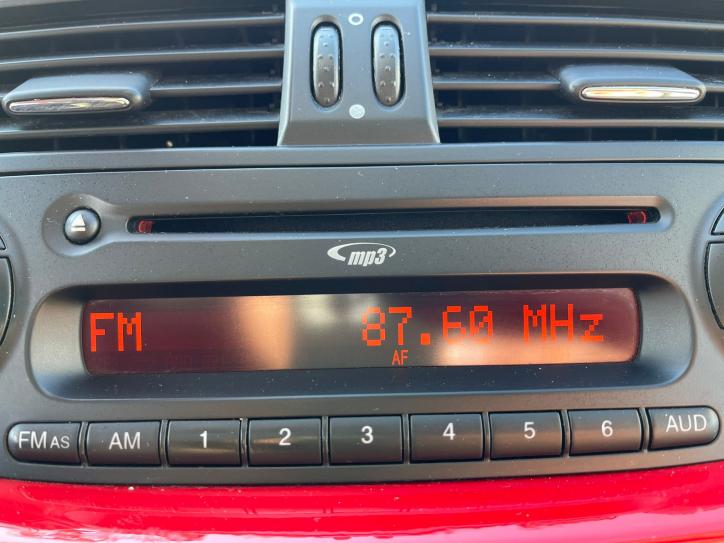 mp3
FM 87.60 MHz
AF
FM AS AM 1 2 3 4 5 6 AUD